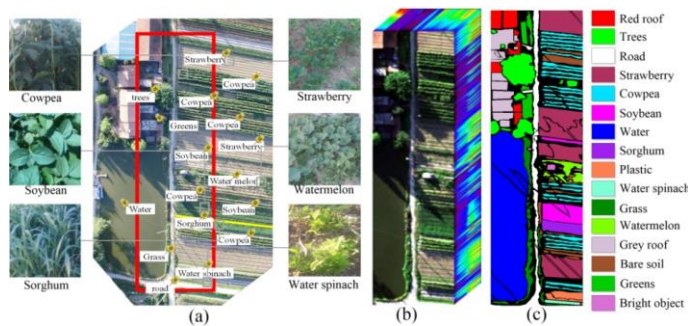 Cowpea
Soybean
Sorghum
Strawberry
Cowpea
trees
Cowpea
Greens
Cowpea
Soybean
Strawberry
Water melon
Cowpea
Water
Soybean
Sorghum
Cowpea
Grass
Water spinach
road
(a)
Strawberry
Watermelon
Water spinach
(b)
(c)
Red roof
Trees
Road
Strawberry
Cowpea
Soybean
Water
Sorghum
Plastic
Water spinach
Grass
Watermelon
Grey roof
Bare soil
Greens
Bright object